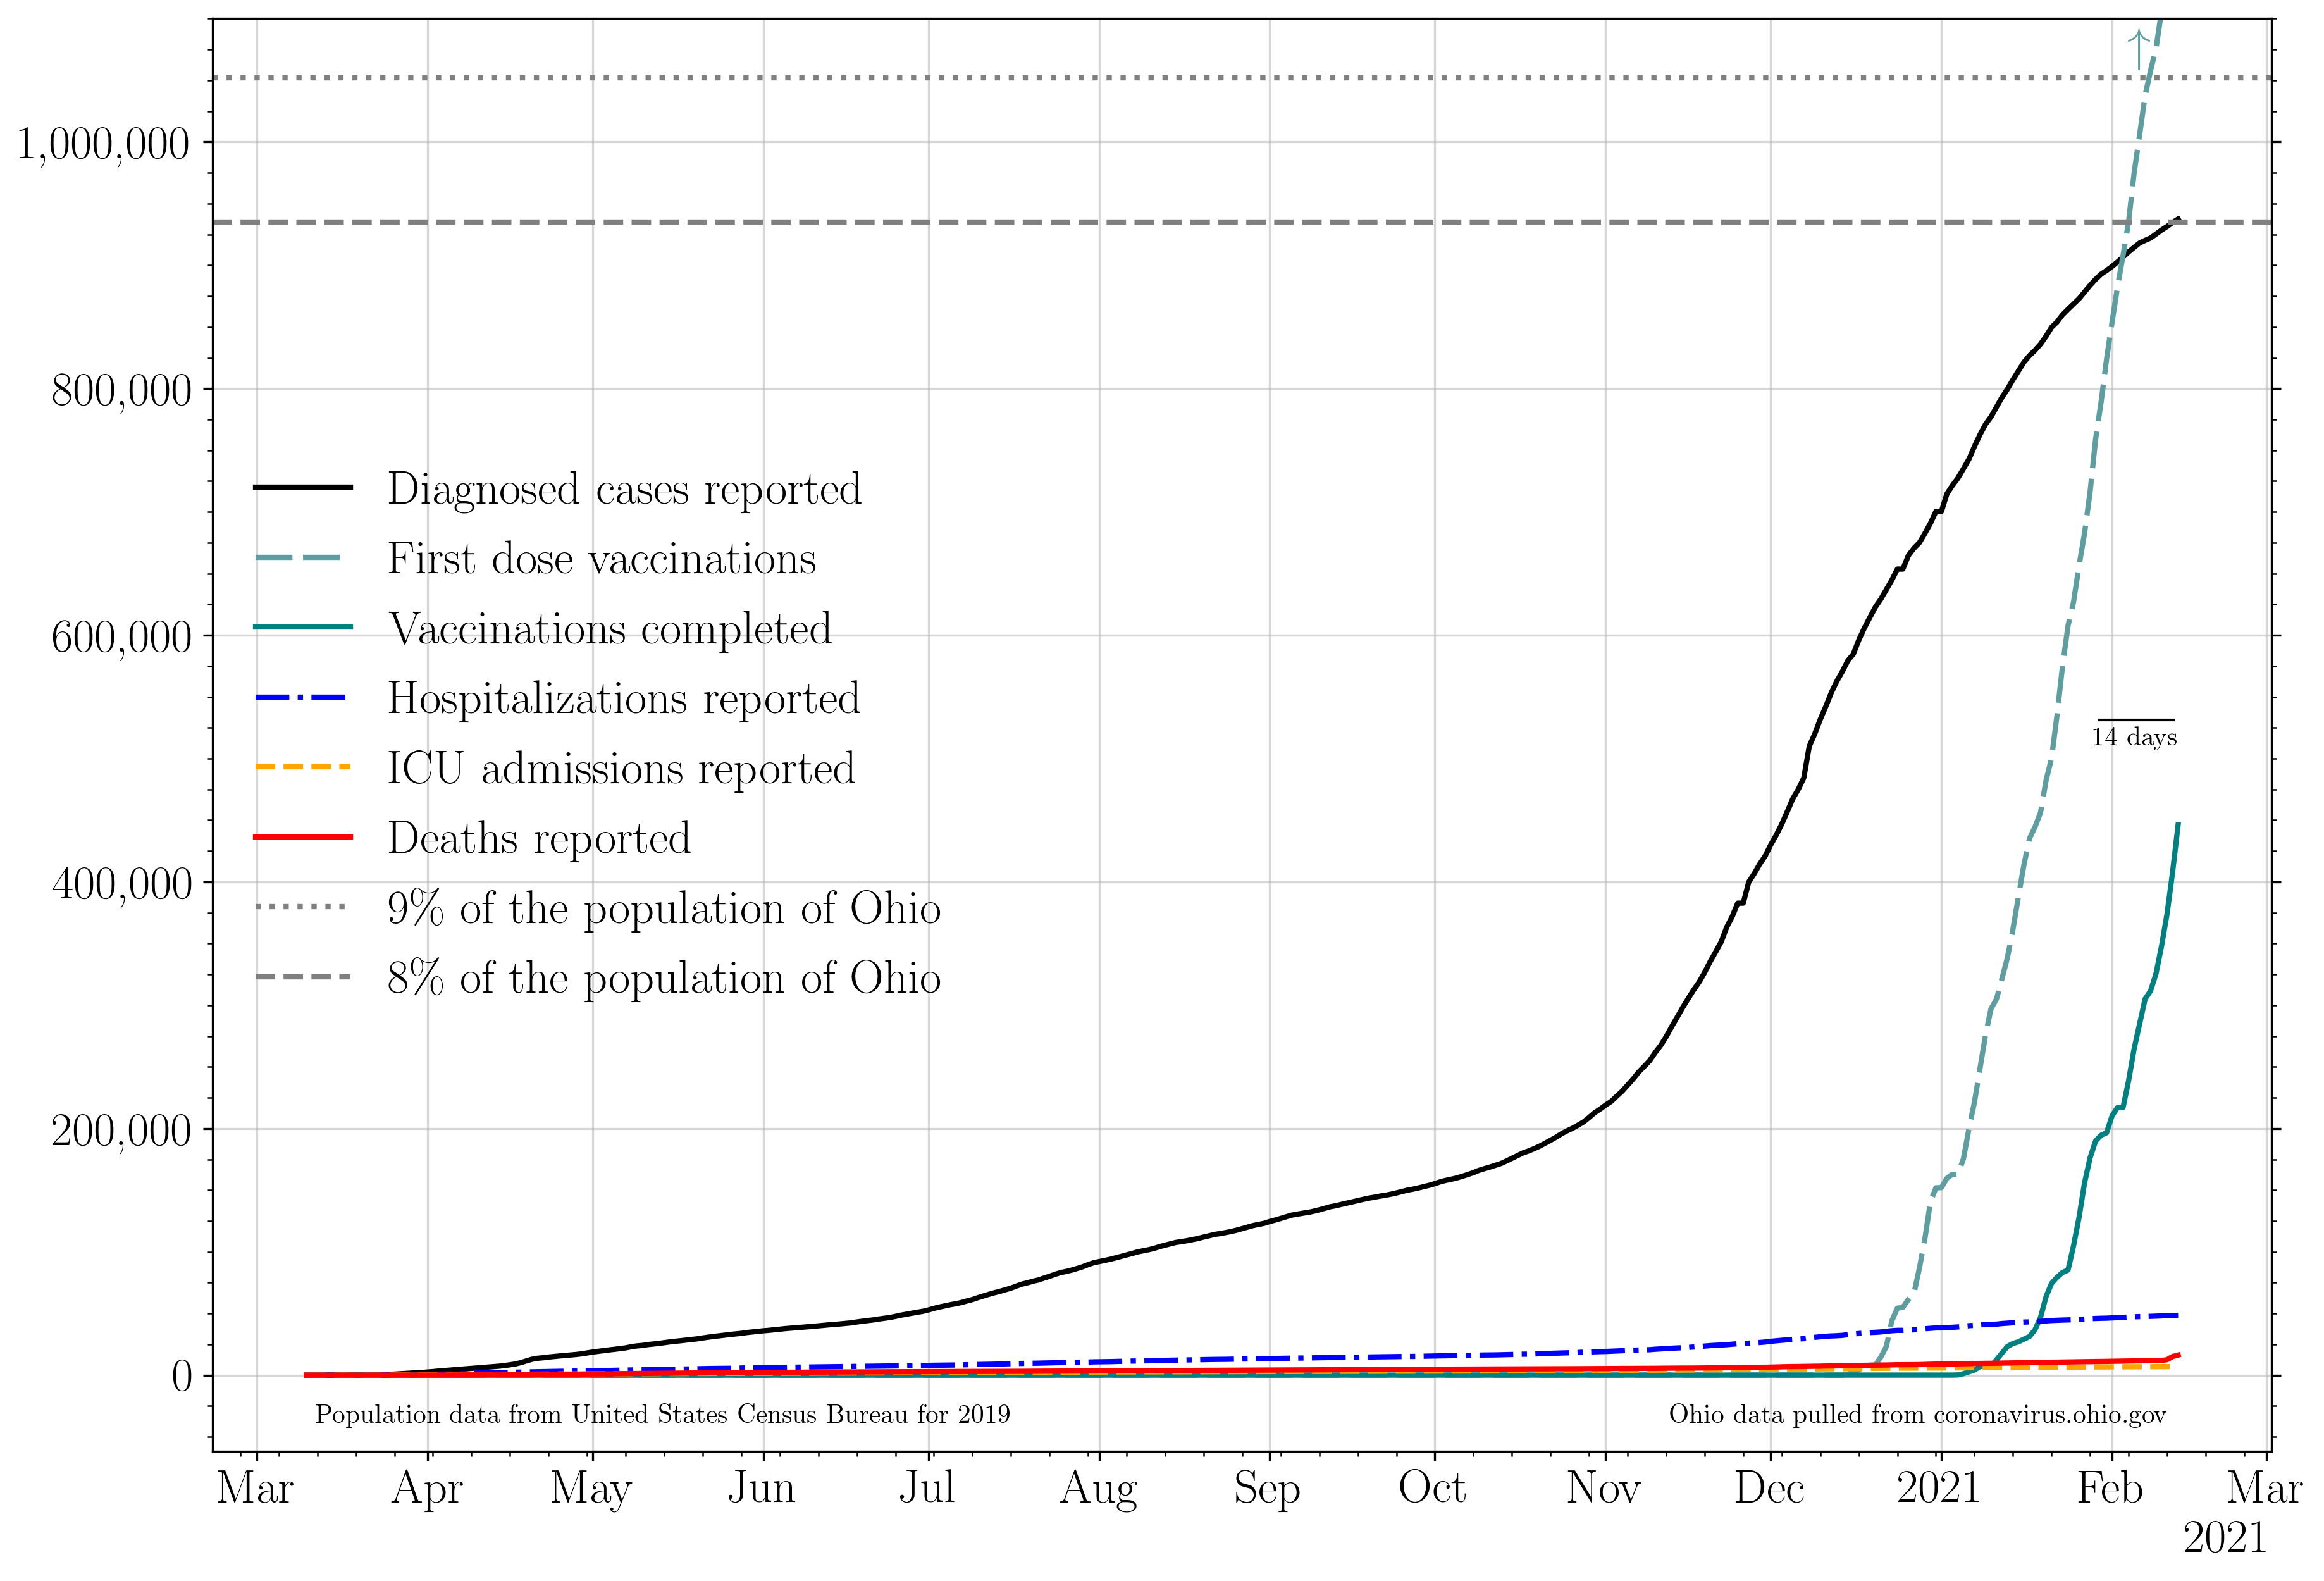 1,000,000
800,000
600,000
400,000
200,000
0
Diagnosed cases reported
First dose vaccinations
Vaccinations completed
Hospitalizations reported
ICU admissions reported
Deaths reported
9% of the population of Ohio
8% of the population of Ohio
14 days
Population data from United States Census Bureau for 2019
Ohio data pulled from coronavirus.ohio.gov
Mar Apr May Jun Jul Aug Sep Oct Nov Dec 2021 Feb Mar
2021